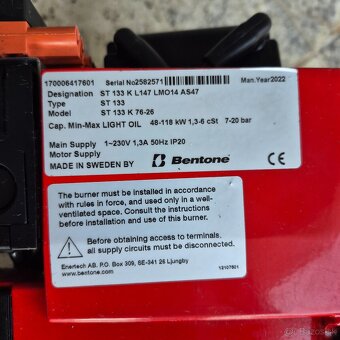 170006417601 Serial No2582571 Man.Year2022
Designation ST 133 K L147 LMO14 AS47
Type ST 133
Model ST 133 K 76-26
Cap. Min-Max LIGHT OIL 48-118 kW 1,3-6 cSt 7-20 bar
Main Supply 1~230V 1,3A 50Hz IP20
Motor Supply
MADE IN SWEDEN BY Bentone
The burner must be installed in accordance
with rules in force, and used only in a well-
ventilated space. Consult the instructions
before installation and use of this burner.
Before obtaining access to terminals.
all supply circuits must be disconnected.
Enertech AB. P.O. Box 309, SE-341 26 Ljungby
www.bentone.com 12107601